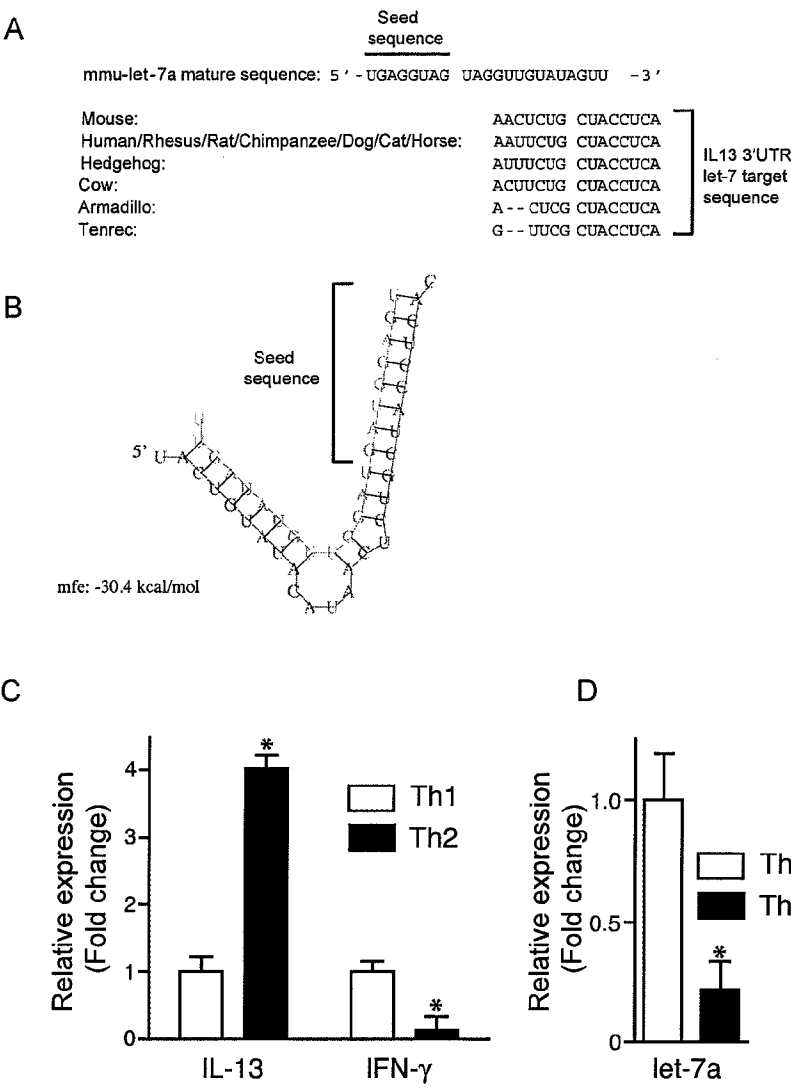 A
Seed
sequence
mmu-let-7a mature sequence: 5'-UGAGGUAG UAGGUUGUAUAGUU -3'
Mouse: AACUCUG CUACCUCA
Human/Rhesus/Rat/Chimpanzee/Dog/Cat/Horse: AAUUCUG CUACCUCA
Hedgehog: AUUUCUG CUACCUCA
Cow: ACUUCUG CUACCUCA
Armadillo: A--CUCG CUACCUCA
Tenrec: G--UUCG CUACCUCA
IL13 3'UTR
let-7 target
sequence
B
Seed
sequence
5'
mfe: -30.4 kcal/mol
C
Relative expression
(Fold change)
4
3
2
1
0
*
*
Th1
Th2
IL-13
IFN-γ
D
Relative expression
(Fold change)
1.0
0.5
0
*
Th
Th
let-7a